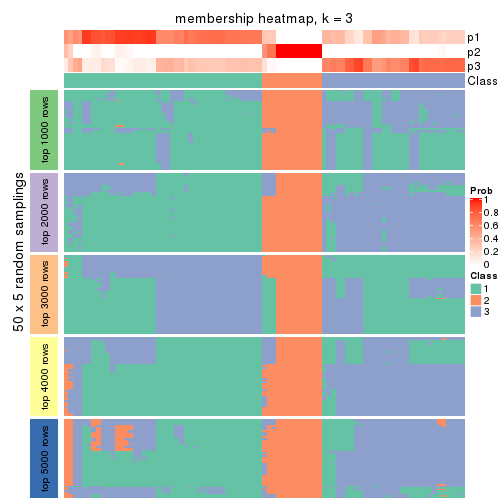 membership heatmap, k = 3
p1
p2
p3
Class
50 x 5 random samplings
top 1000 rows
top 2000 rows
top 3000 rows
top 4000 rows
top 5000 rows
Prob
1
0.8
0.6
0.4
0.2
0
Class
1
2
3